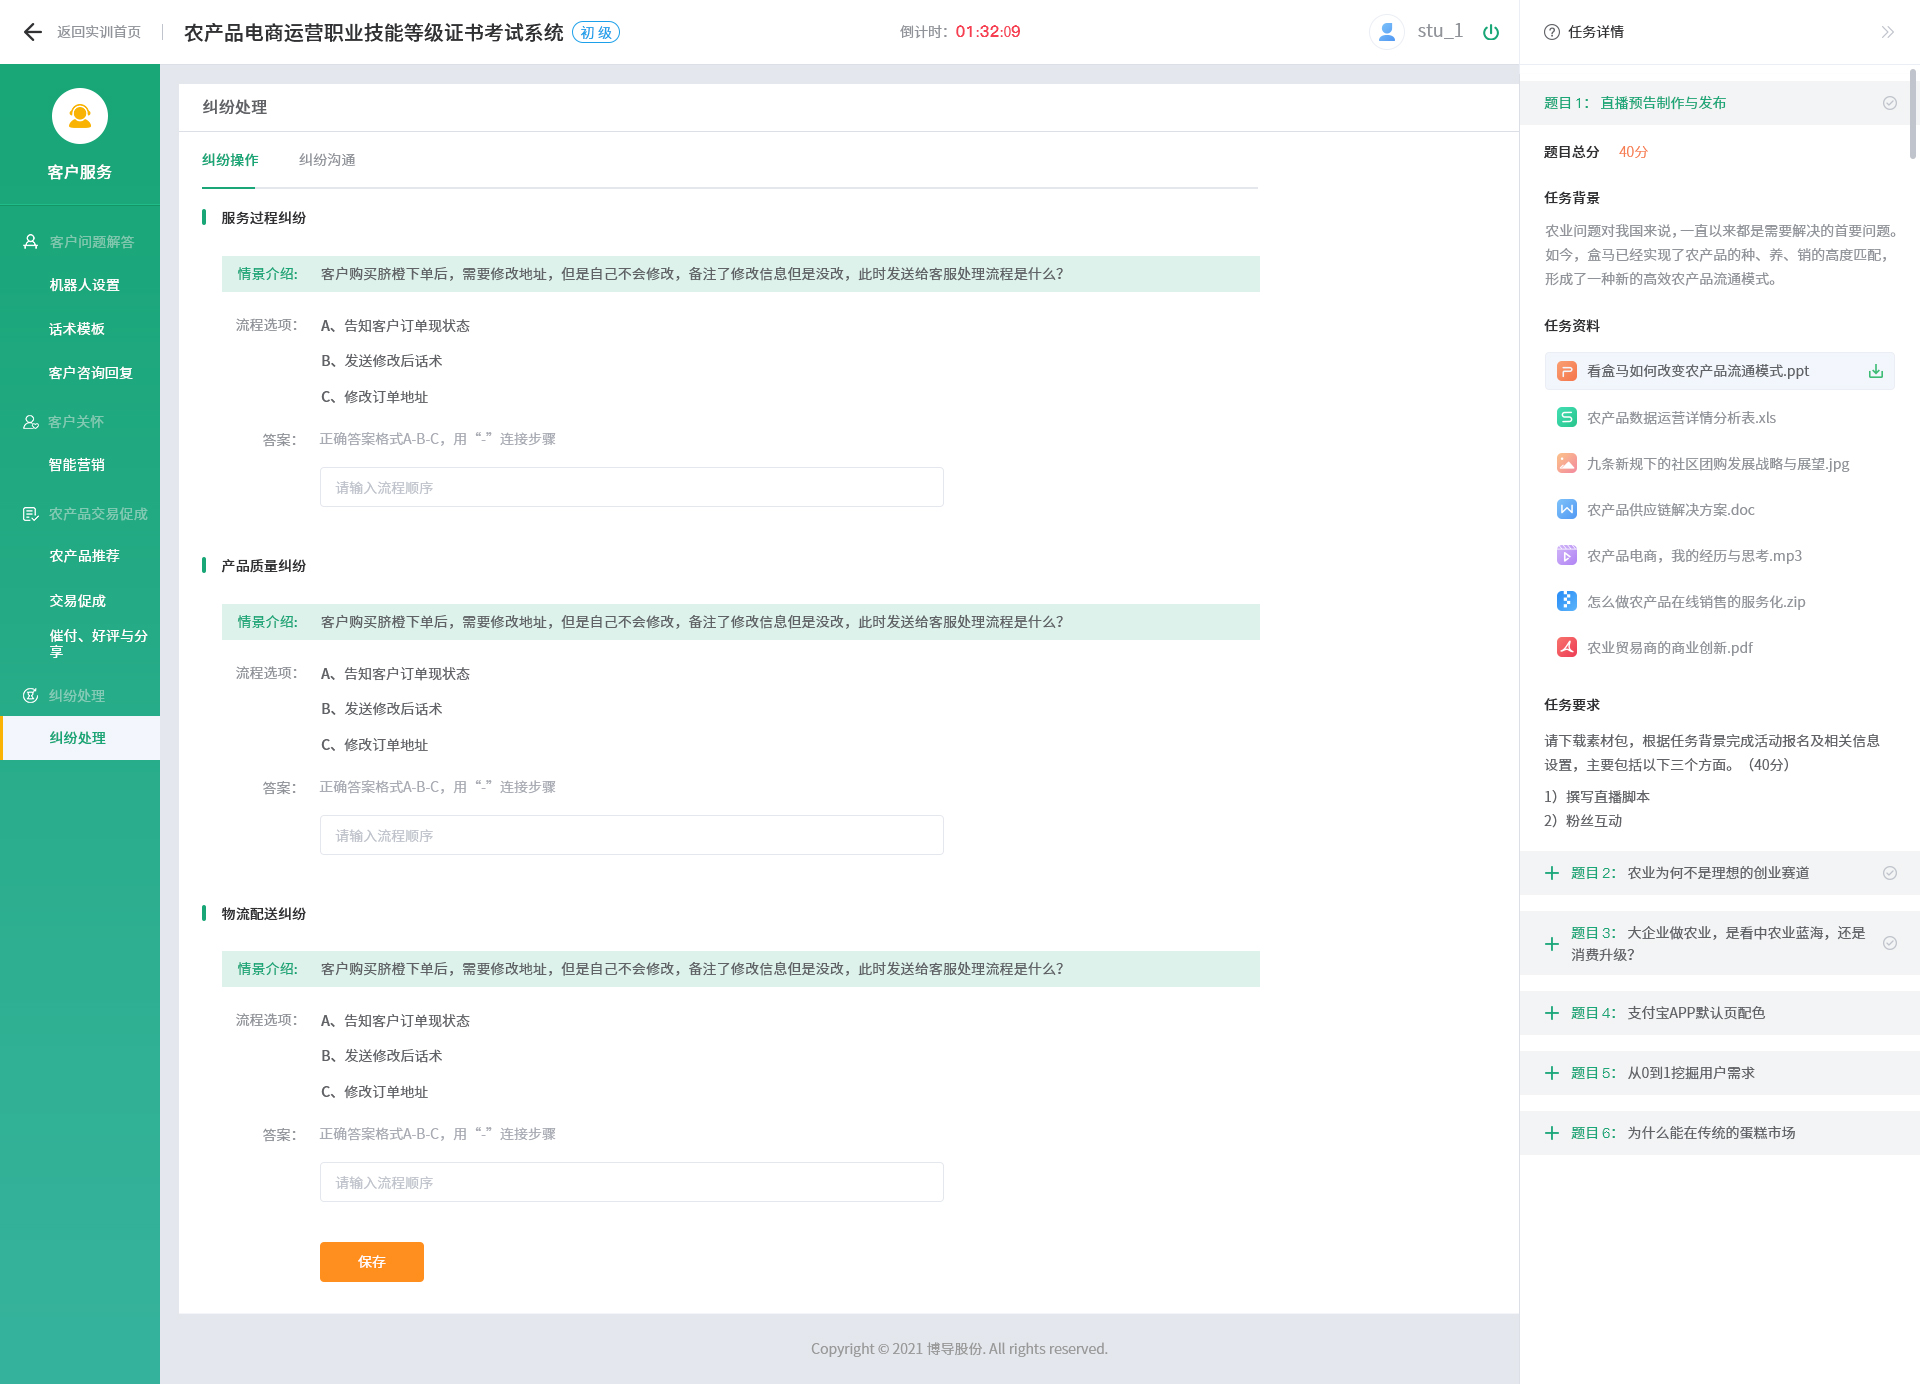 返回实训首页
农产品电商运营职业技能等级证书考试系统
初 级
倒计时：01:32:09
stu_1
任务详情
客户服务
客户问题解答
机器人设置
话术模板
客户咨询回复
客户关怀
智能营销
农产品交易促成
农产品推荐
交易促成
催付、好评与分
享
纠纷处理
纠纷处理
纠纷处理
纠纷操作
纠纷沟通
服务过程纠纷
情景介绍: 客户购买脐橙下单后，需要修改地址，但是自己不会修改，备注了修改信息但是没改，此时发送给客服处理流程是什么?
流程选项： A、告知客户订单现状态
B、发送修改后话术
C、修改订单地址
答案： 正确答案格式A-B-C，用“-”连接步骤
请输入流程顺序
产品质量纠纷
情景介绍: 客户购买脐橙下单后，需要修改地址，但是自己不会修改，备注了修改信息但是没改，此时发送给客服处理流程是什么?
流程选项： A、告知客户订单现状态
B、发送修改后话术
C、修改订单地址
答案： 正确答案格式A-B-C，用“-”连接步骤
请输入流程顺序
物流配送纠纷
情景介绍: 客户购买脐橙下单后，需要修改地址，但是自己不会修改，备注了修改信息但是没改，此时发送给客服处理流程是什么?
流程选项： A、告知客户订单现状态
B、发送修改后话术
C、修改订单地址
答案： 正确答案格式A-B-C，用“-”连接步骤
请输入流程顺序
保存
Copyright © 2021 博导股份. All rights reserved.
题目 1： 直播预告制作与发布
题目总分 40分
任务背景
农业问题对我国来说，一直以来都是需要解决的首要问题。
如今，盒马已经实现了农产品的种、养、销的高度匹配，
形成了一种新的高效农产品流通模式。
任务资料
看盒马如何改变农产品流通模式.ppt
农产品数据运营详情分析表.xls
九条新规下的社区团购发展战略与展望.jpg
农产品供应链解决方案.doc
农产品电商，我的经历与思考.mp3
怎么做农产品在线销售的服务化.zip
农业贸易商的商业创新.pdf
任务要求
请下载素材包，根据任务背景完成活动报名及相关信息
设置，主要包括以下三个方面。（40分）
1）撰写直播脚本
2）粉丝互动
题目 2： 农业为何不是理想的创业赛道
题目 3： 大企业做农业，是看中农业蓝海，还是
消费升级?
题目 4： 支付宝APP默认页配色
题目 5： 从0到1挖掘用户需求
题目 6： 为什么能在传统的蛋糕市场